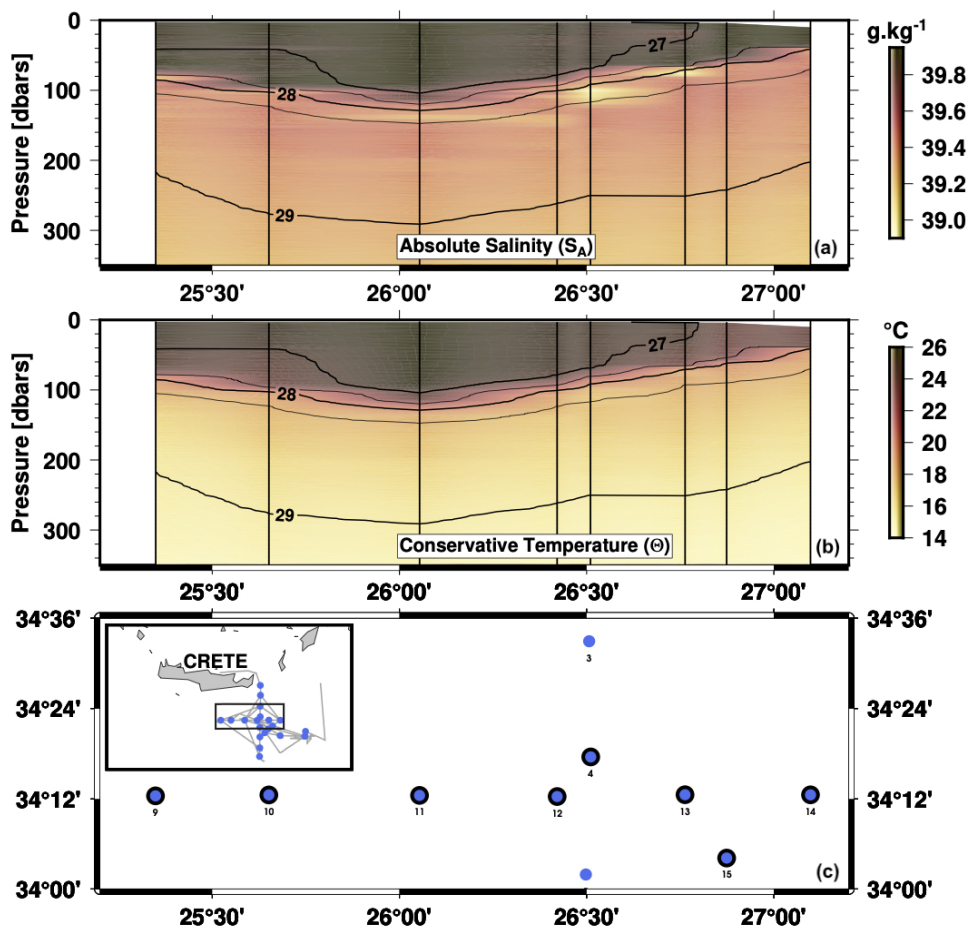 0
100
200
300
Pressure [dbars]
27
28
29
Absolute Salinity (S_A)
(a)
g.kg⁻¹
39.8
39.6
39.4
39.2
39.0
25°30' 26°00' 26°30' 27°00'
0
100
200
300
Pressure [dbars]
27
28
29
Conservative Temperature (Θ)
(b)
°C
26
24
22
20
18
16
14
25°30' 26°00' 26°30' 27°00'
34°36' 34°36'
CRETE
3
34°24' 34°24'
4
34°12' 34°12'
9 10 11 12 13 14
15
(c)
34°00' 34°00'
25°30' 26°00' 26°30' 27°00'